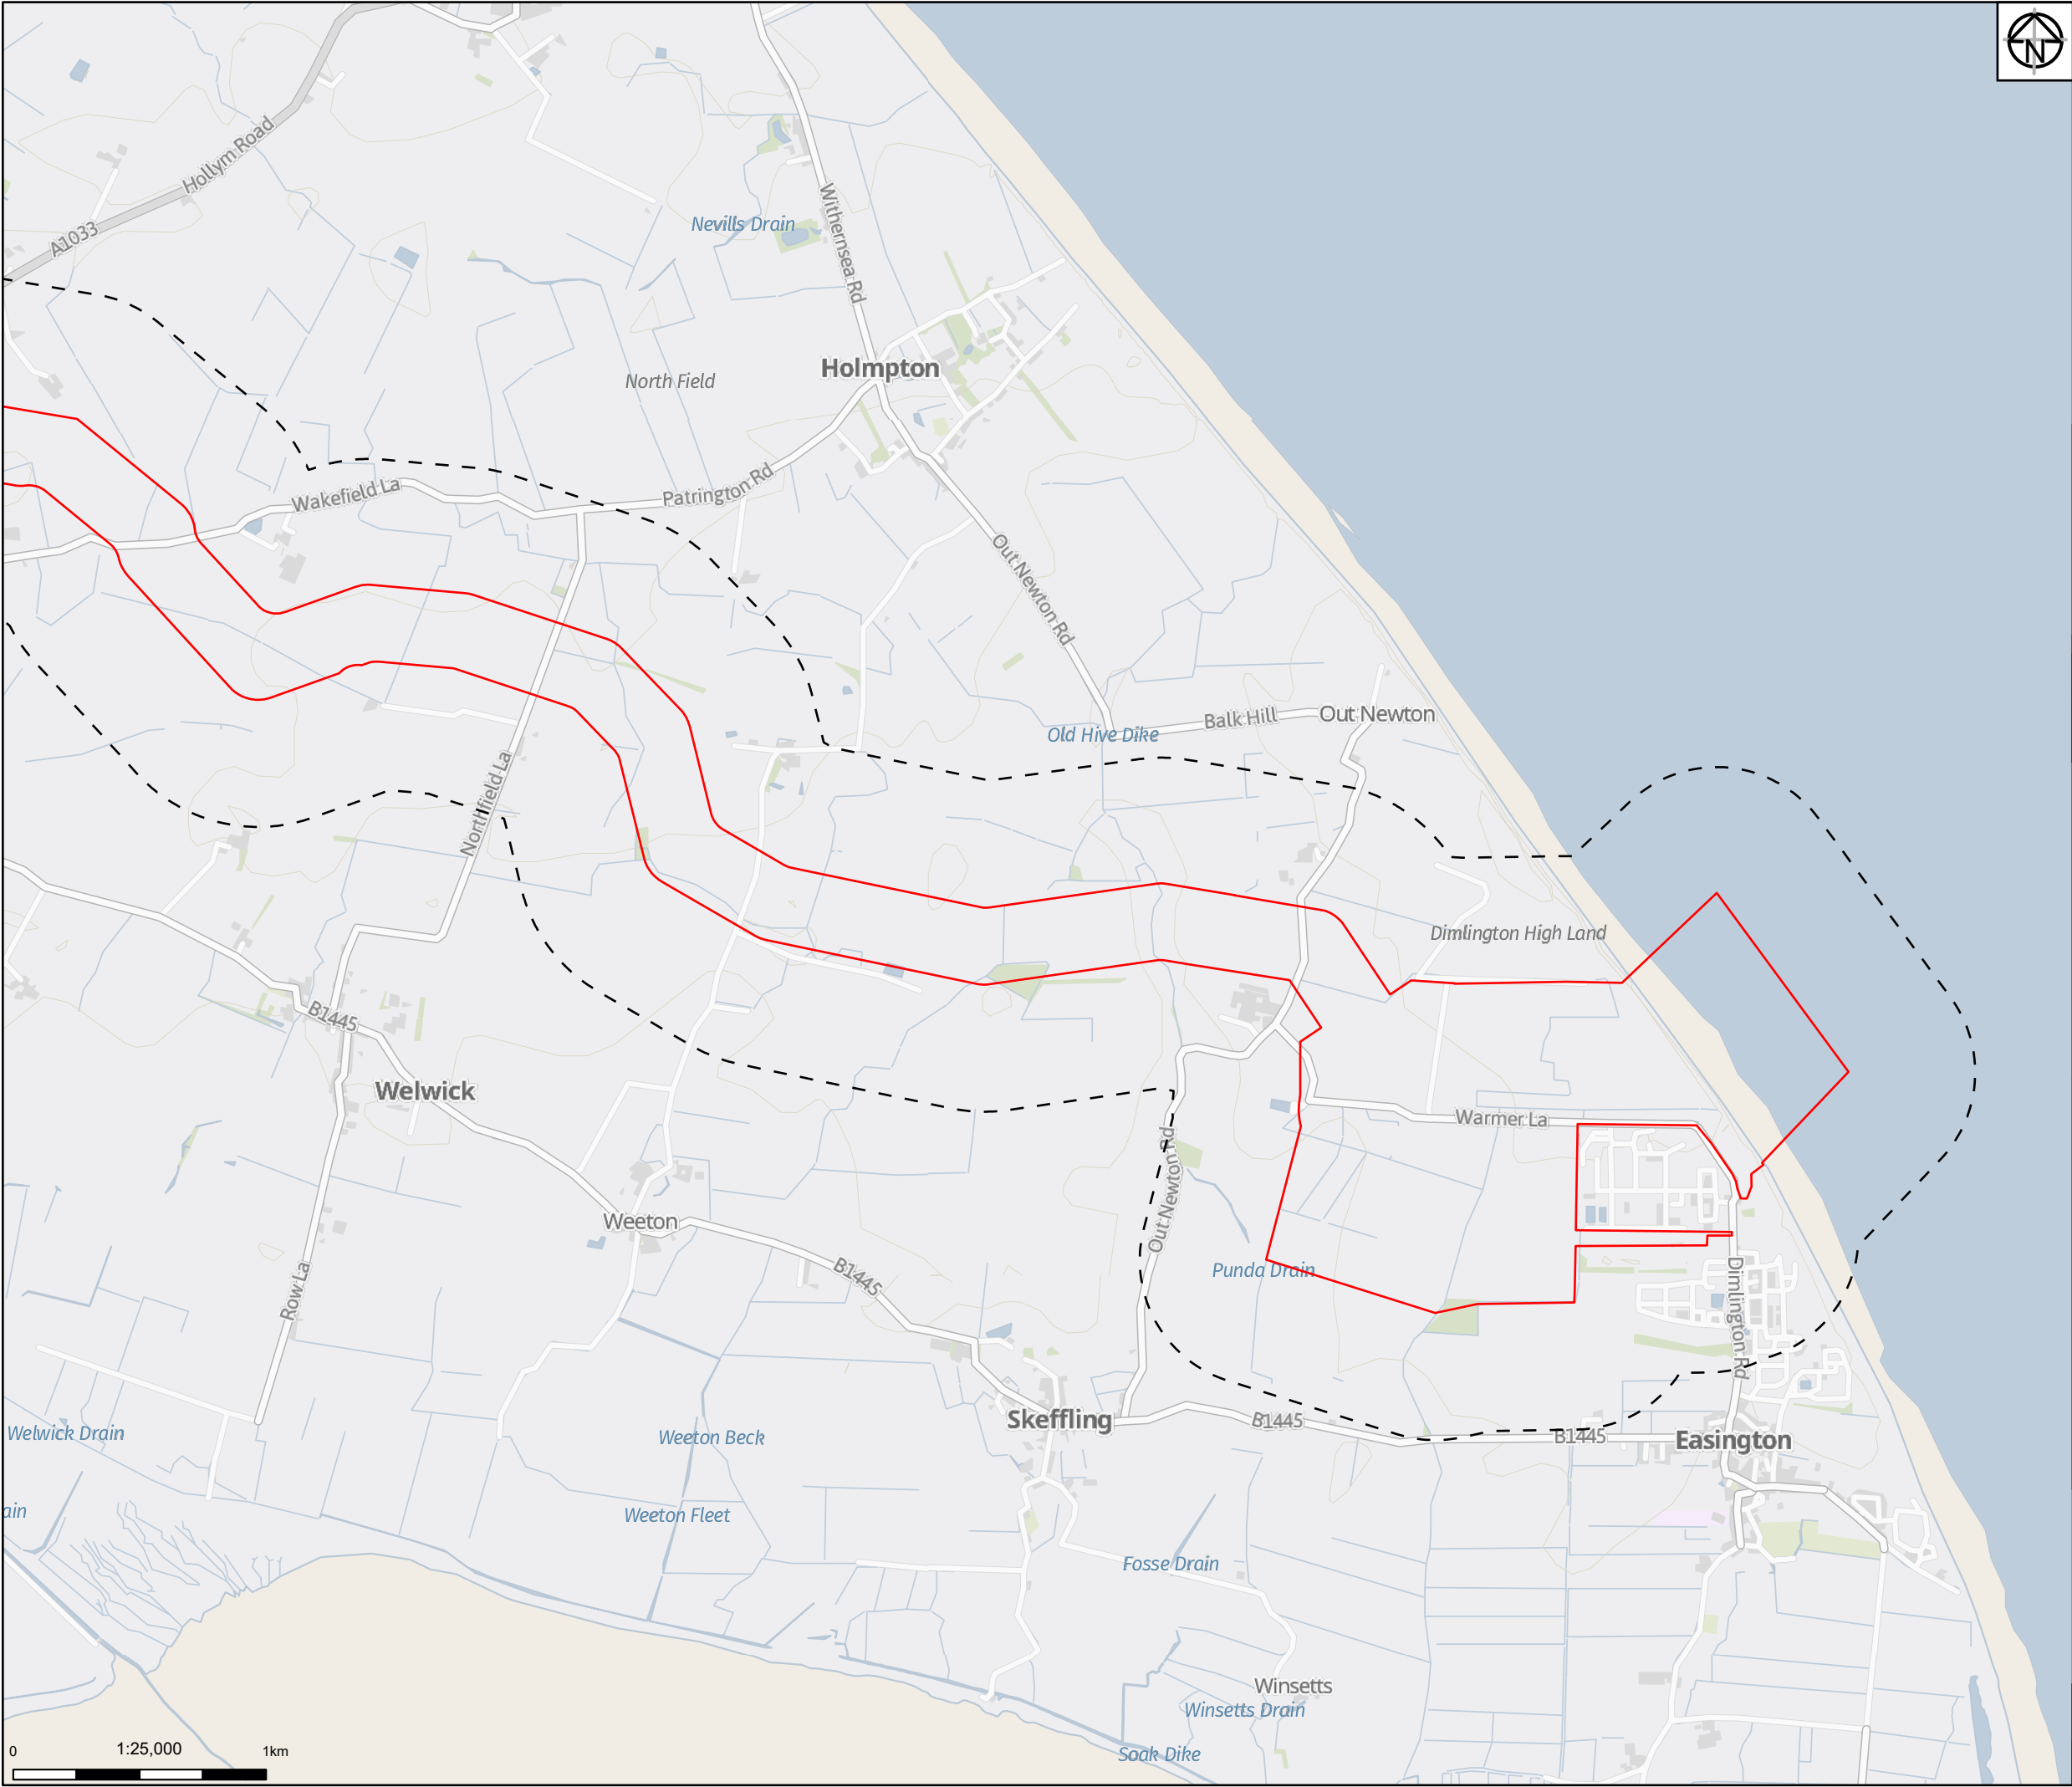 N
Hollym Road
A1033
Nevills Drain
Withernsea Rd
Holmpton
North Field
Patrington Rd
Wakefield La
Out Newton Rd
Out Newton
Balk Hill
Old Hive Dike
Northfield La
Dimlington High Land
B1445
Welwick
Warmer La
Out Newton Rd
Weeton
Punda Drain
B1445
Row La
Dimlington Rd
Skeffling
B1445
B1445
Easington
Welwick Drain
Weeton Beck
ain
Weeton Fleet
Fosse Drain
Winsetts
Winsetts Drain
Soak Dike
0 1:25,000 1km